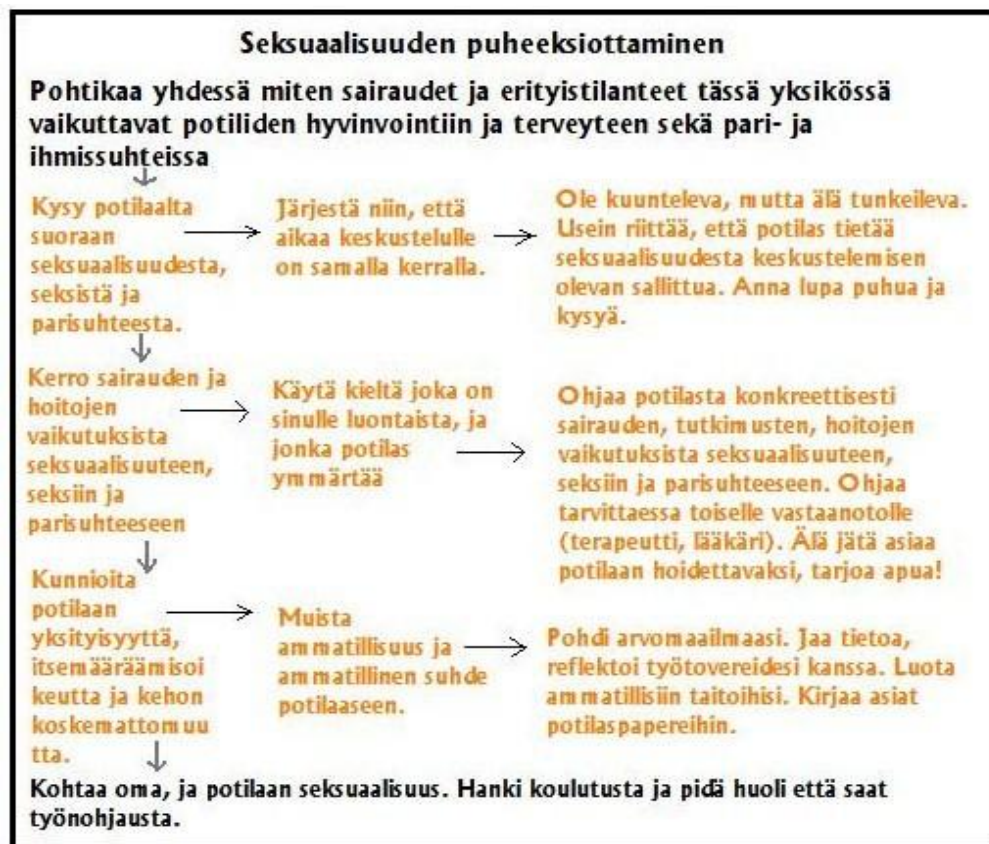 Seksuaalisuuden puheeksiottaminen
Pohtikaa yhdessä miten sairaudet ja erityistilanteet tässä yksikössä
vaikuttavat potiliden hyvinvointiin ja terveyteen sekä pari- ja
ihmissuhteissa
Kysy potilaalta
suoraan
seksuaalisuudesta,
seksistä ja
parisuhteesta.
Järjestä niin, että
aikaa keskustelulle
on samalla kerralla.
Ole kuunteleva, mutta älä tunkeileva.
Usein riittää, että potilas tietää
seksuaalisuudesta keskustelemisen
olevan sallittua. Anna lupa puhua ja
kysyä.
Kerro sairauden ja
hoitojen
vaikutuksista
seksuaalisuuteen,
seksiin ja
parisuhteeseen
Käytä kieltä joka on
sinulle luontaista, ja
jonka potilas
ymmärtää
Ohjaa potilasta konkreettisesti
sairauden, tutkimusten, hoitojen
vaikutuksista seksuaalisuuteen,
seksiin ja parisuhteeseen. Ohjaa
tarvittaessa toiselle vastaanotolle
(terapeutti, lääkäri). Älä jätä asiaa
potilaan hoidettavaksi, tarjoa apua!
Kunnioita
potilaan
yksityisyyttä,
itsemääräämisoi
keutta ja kehon
koskemattomuu
tta.
Muista
ammatillisuus ja
ammatillinen suhde
potilaaseen.
Pohdi arvomaailmaasi. Jaa tietoa,
reflektoi työtovereidesi kanssa. Luota
ammatillisiin taitoihisi. Kirjaa asiat
potilaspapereihin.
Kohtaa oma, ja potilaan seksuaalisuus. Hanki koulutusta ja pidä huoli että saat
työnohjausta.